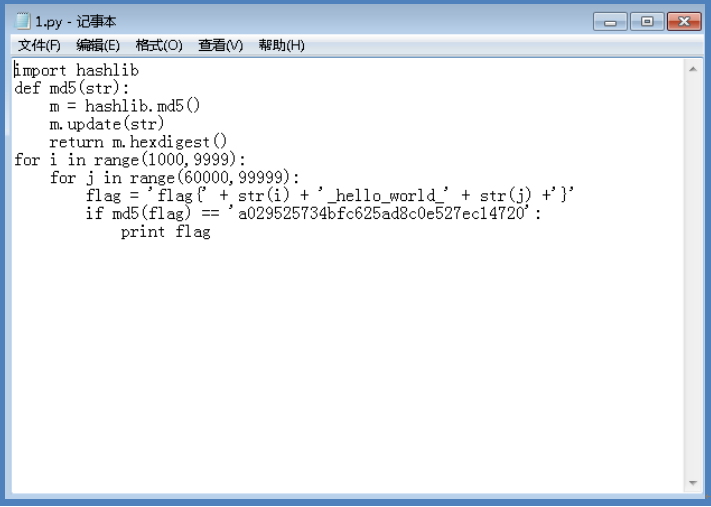 1.py - 记事本
文件(F) 编辑(E) 格式(O) 查看(V) 帮助(H)
import hashlib
def md5(str):
    m = hashlib.md5()
    m.update(str)
    return m.hexdigest()
for i in range(1000,9999):
    for j in range(60000,99999):
        flag = 'flag{' + str(i) + '_hello_world_' + str(j) +'}'
        if md5(flag) == 'a029525734bfc625ad8c0e527ec14720':
            print flag